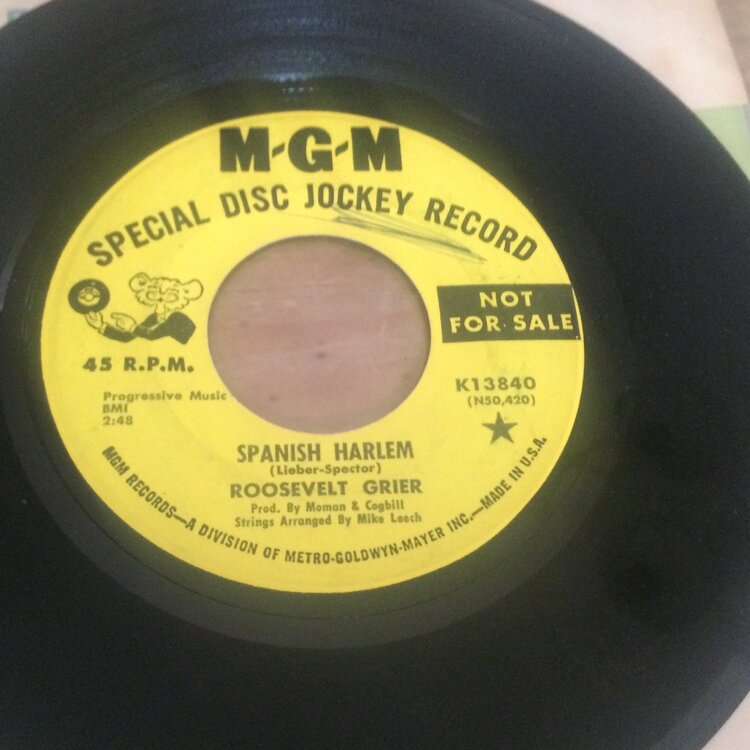 M-G-M
SPECIAL DISC JOCKEY RECORD
NOT
FOR SALE
45 R.P.M.
K13840
(N50,420)
Progressive Music
BMI
2:48
SPANISH HARLEM
(Lieber-Spector)
ROOSEVELT GRIER
Prod. By Moman & Cogbill
Strings Arranged By Mike Leech
MGM RECORDS—A DIVISION OF METRO-GOLDWYN-MAYER INC.—MADE IN U.S.A.